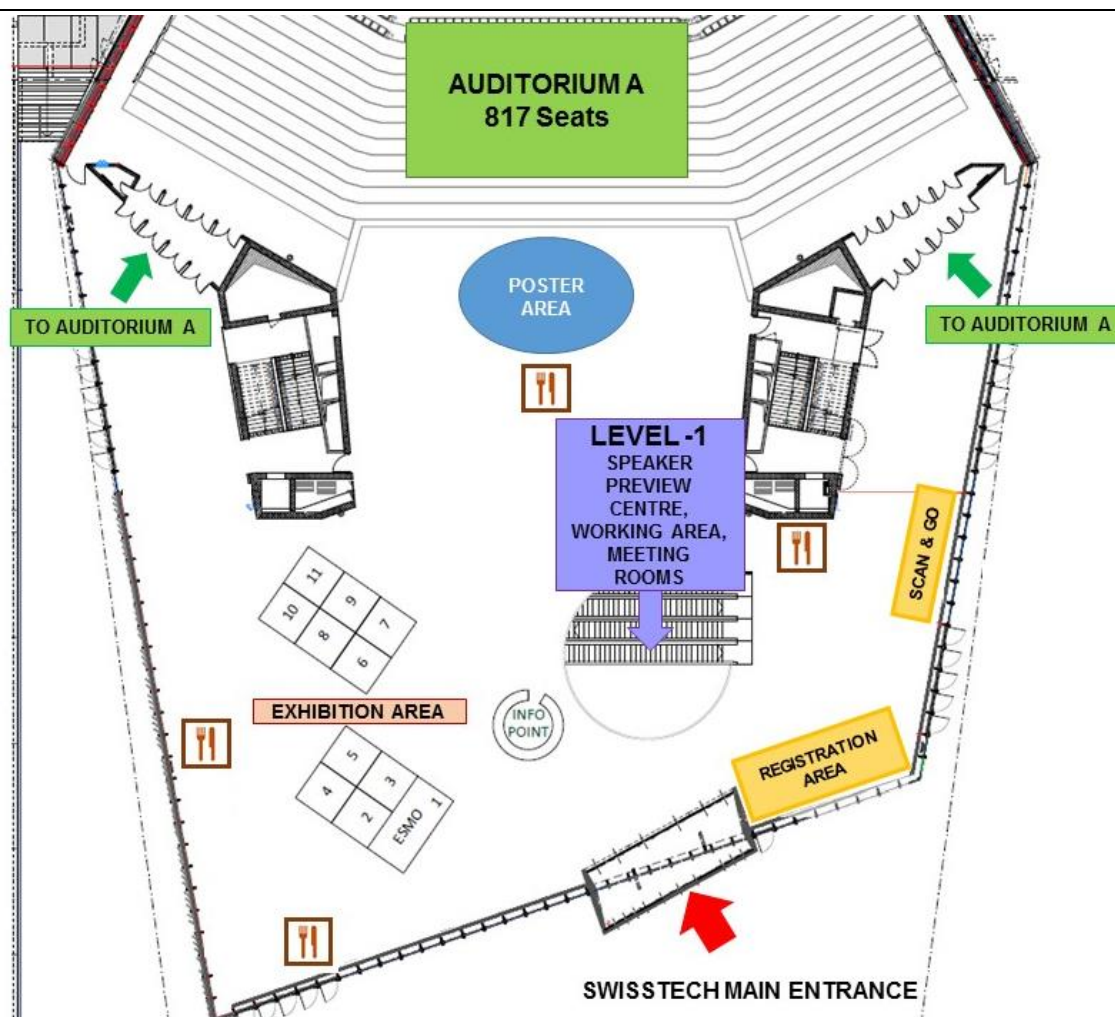 AUDITORIUM A
817 Seats
POSTER
AREA
TO AUDITORIUM A
TO AUDITORIUM A
LEVEL -1
SPEAKER
PREVIEW
CENTRE,
WORKING AREA,
MEETING
ROOMS
SCAN & GO
11
9
7
10
8
6
EXHIBITION AREA
INFO
POINT
5
3
1
4
2
ESMO
REGISTRATION
AREA
SWISSTECH MAIN ENTRANCE